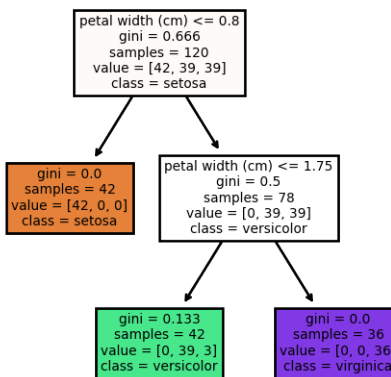 petal width (cm) <= 0.8
gini = 0.666
samples = 120
value = [42, 39, 39]
class = setosa
gini = 0.0
samples = 42
value = [42, 0, 0]
class = setosa
petal width (cm) <= 1.75
gini = 0.5
samples = 78
value = [0, 39, 39]
class = versicolor
gini = 0.133
samples = 42
value = [0, 39, 3]
class = versicolor
gini = 0.0
samples = 36
value = [0, 0, 36]
class = virginica